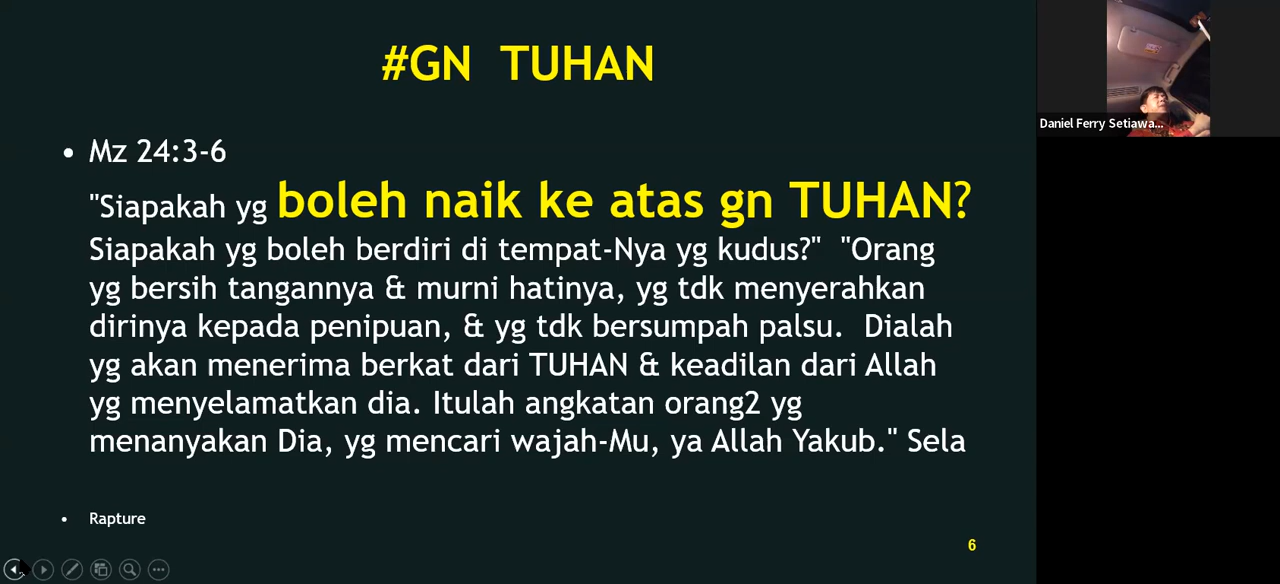 #GN TUHAN
Daniel Ferry Setiawa...
• Mz 24:3-6
"Siapakah yg boleh naik ke atas gn TUHAN?
Siapakah yg boleh berdiri di tempat-Nya yg kudus?" "Orang
yg bersih tangannya & murni hatinya, yg tdk menyerahkan
dirinya kepada penipuan, & yg tdk bersumpah palsu. Dialah
yg akan menerima berkat dari TUHAN & keadilan dari Allah
yg menyelamatkan dia. Itulah angkatan orang2 yg
menanyakan Dia, yg mencari wajah-Mu, ya Allah Yakub." Sela
• Rapture
6